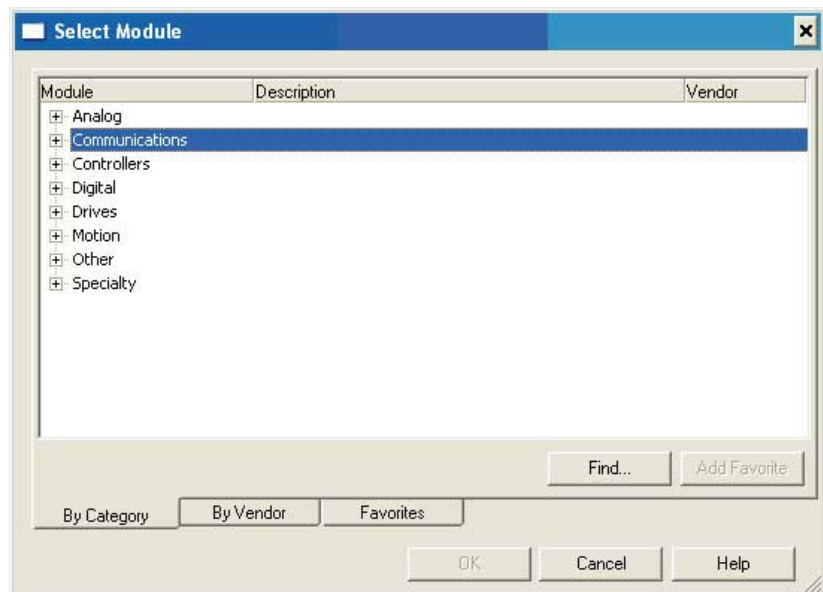 Select Module
Module Description Vendor
Analog
Communications
Controllers
Digital
Drives
Motion
Other
Specialty
Find... Add Favorite
By Category By Vendor Favorites
OK Cancel Help